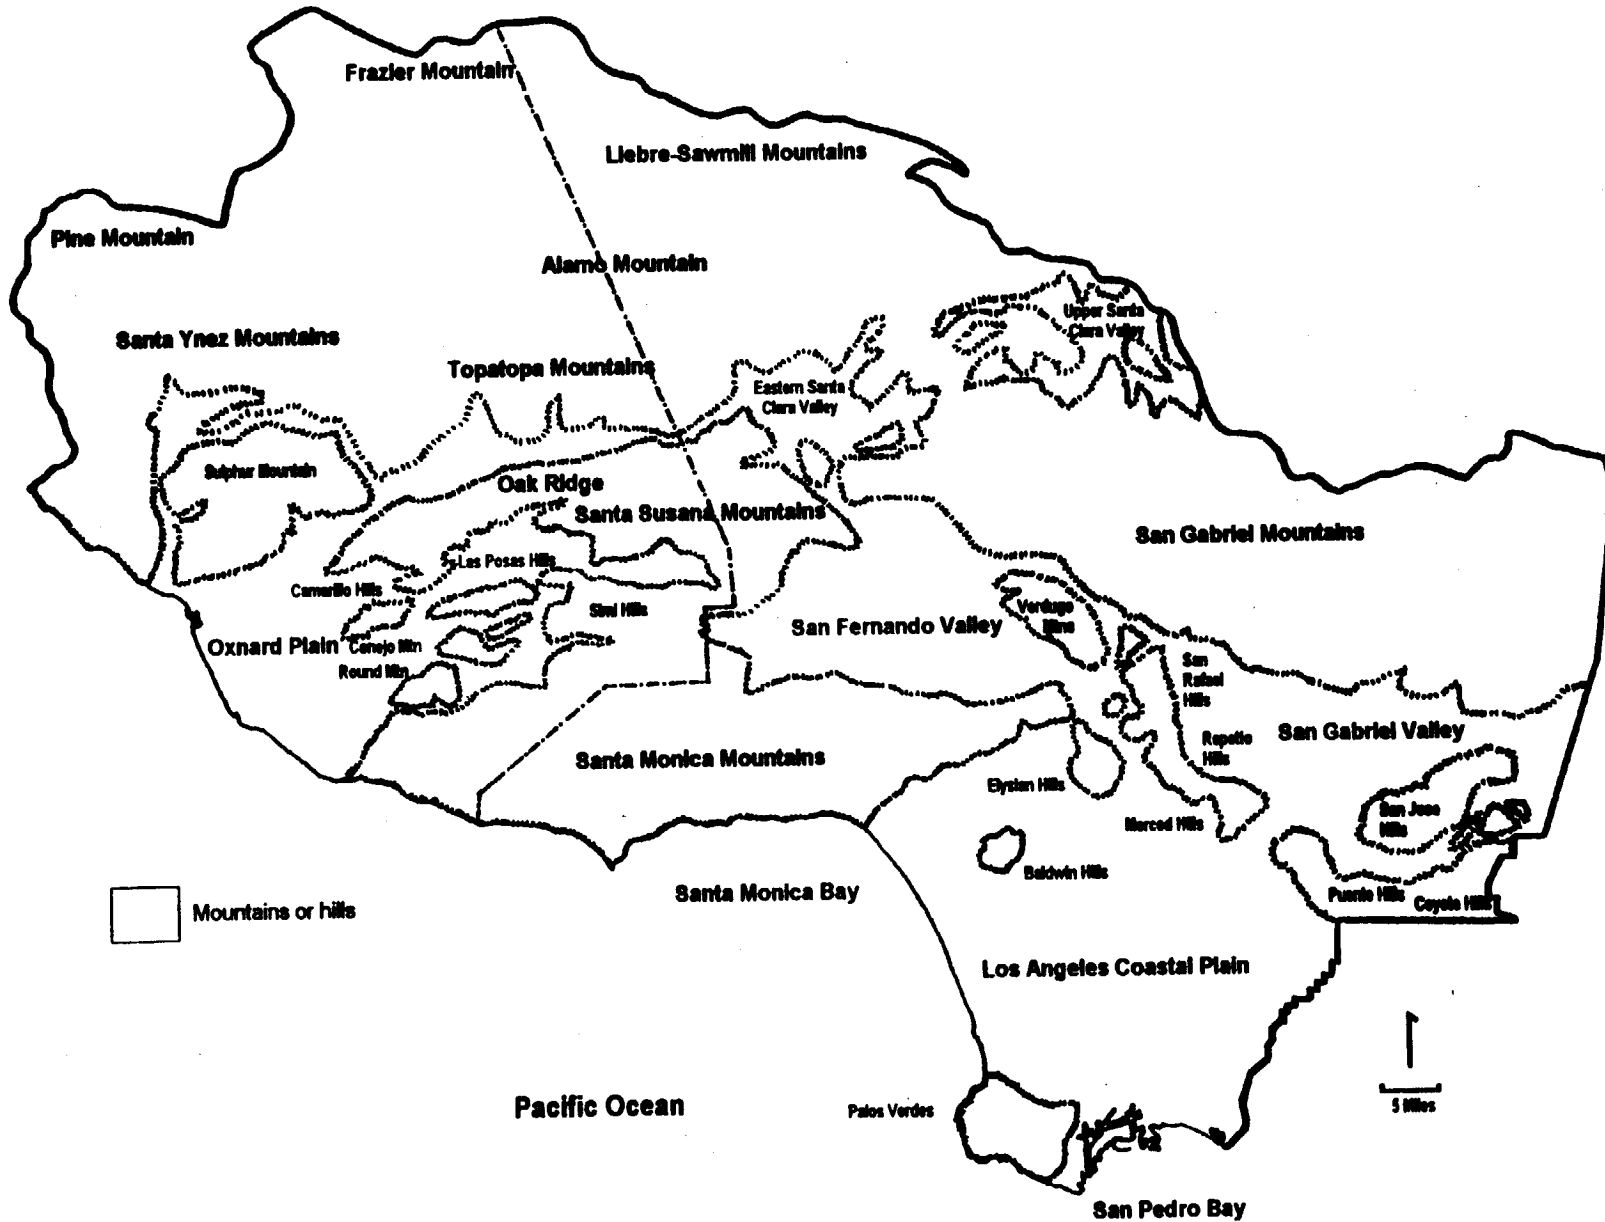 Frazier Mountain
Liebre-Sawmill Mountains
Pine Mountain
Alamo Mountain
Santa Ynez Mountains
Upper Santa
Clara Valley
Topatopa Mountains
Eastern Santa
Clara Valley
Sulphur Mountain
Oak Ridge
Santa Susana Mountains
San Gabriel Mountains
Las Posas Hills
Camarillo Hills
Simi Hills
Verdugo
Mtns
San Fernando Valley
Oxnard Plain
Conejo Mtn
Round Mtn
San
Rafael
Hills
San Gabriel Valley
Repetto
Hills
Santa Monica Mountains
Elysian Hills
San Jose
Hills
Merced Hills
Baldwin Hills
Puente Hills
Coyote Hills
Santa Monica Bay
Mountains or hills
Los Angeles Coastal Plain
Pacific Ocean
Palos Verdes
5 Miles
San Pedro Bay